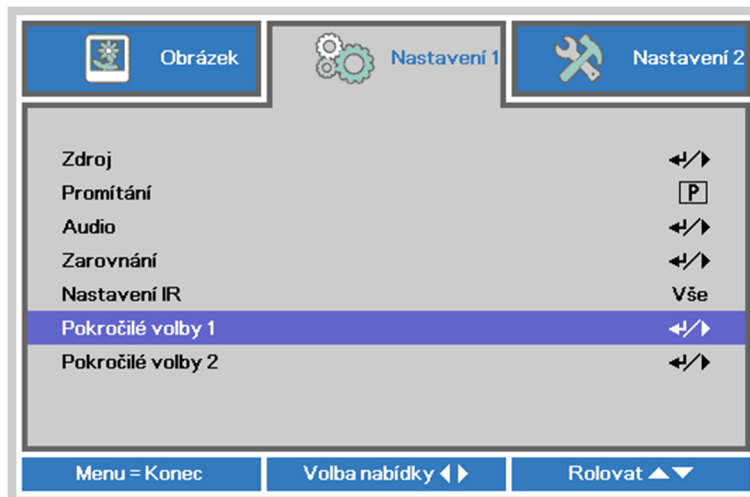 Obrázek
Nastavení 1
Nastavení 2
Zdroj
Promítání P
Audio
Zarovnání
Nastavení IR Vše
Pokročilé volby 1
Pokročilé volby 2
Menu = Konec
Volba nabídky
Rolovat